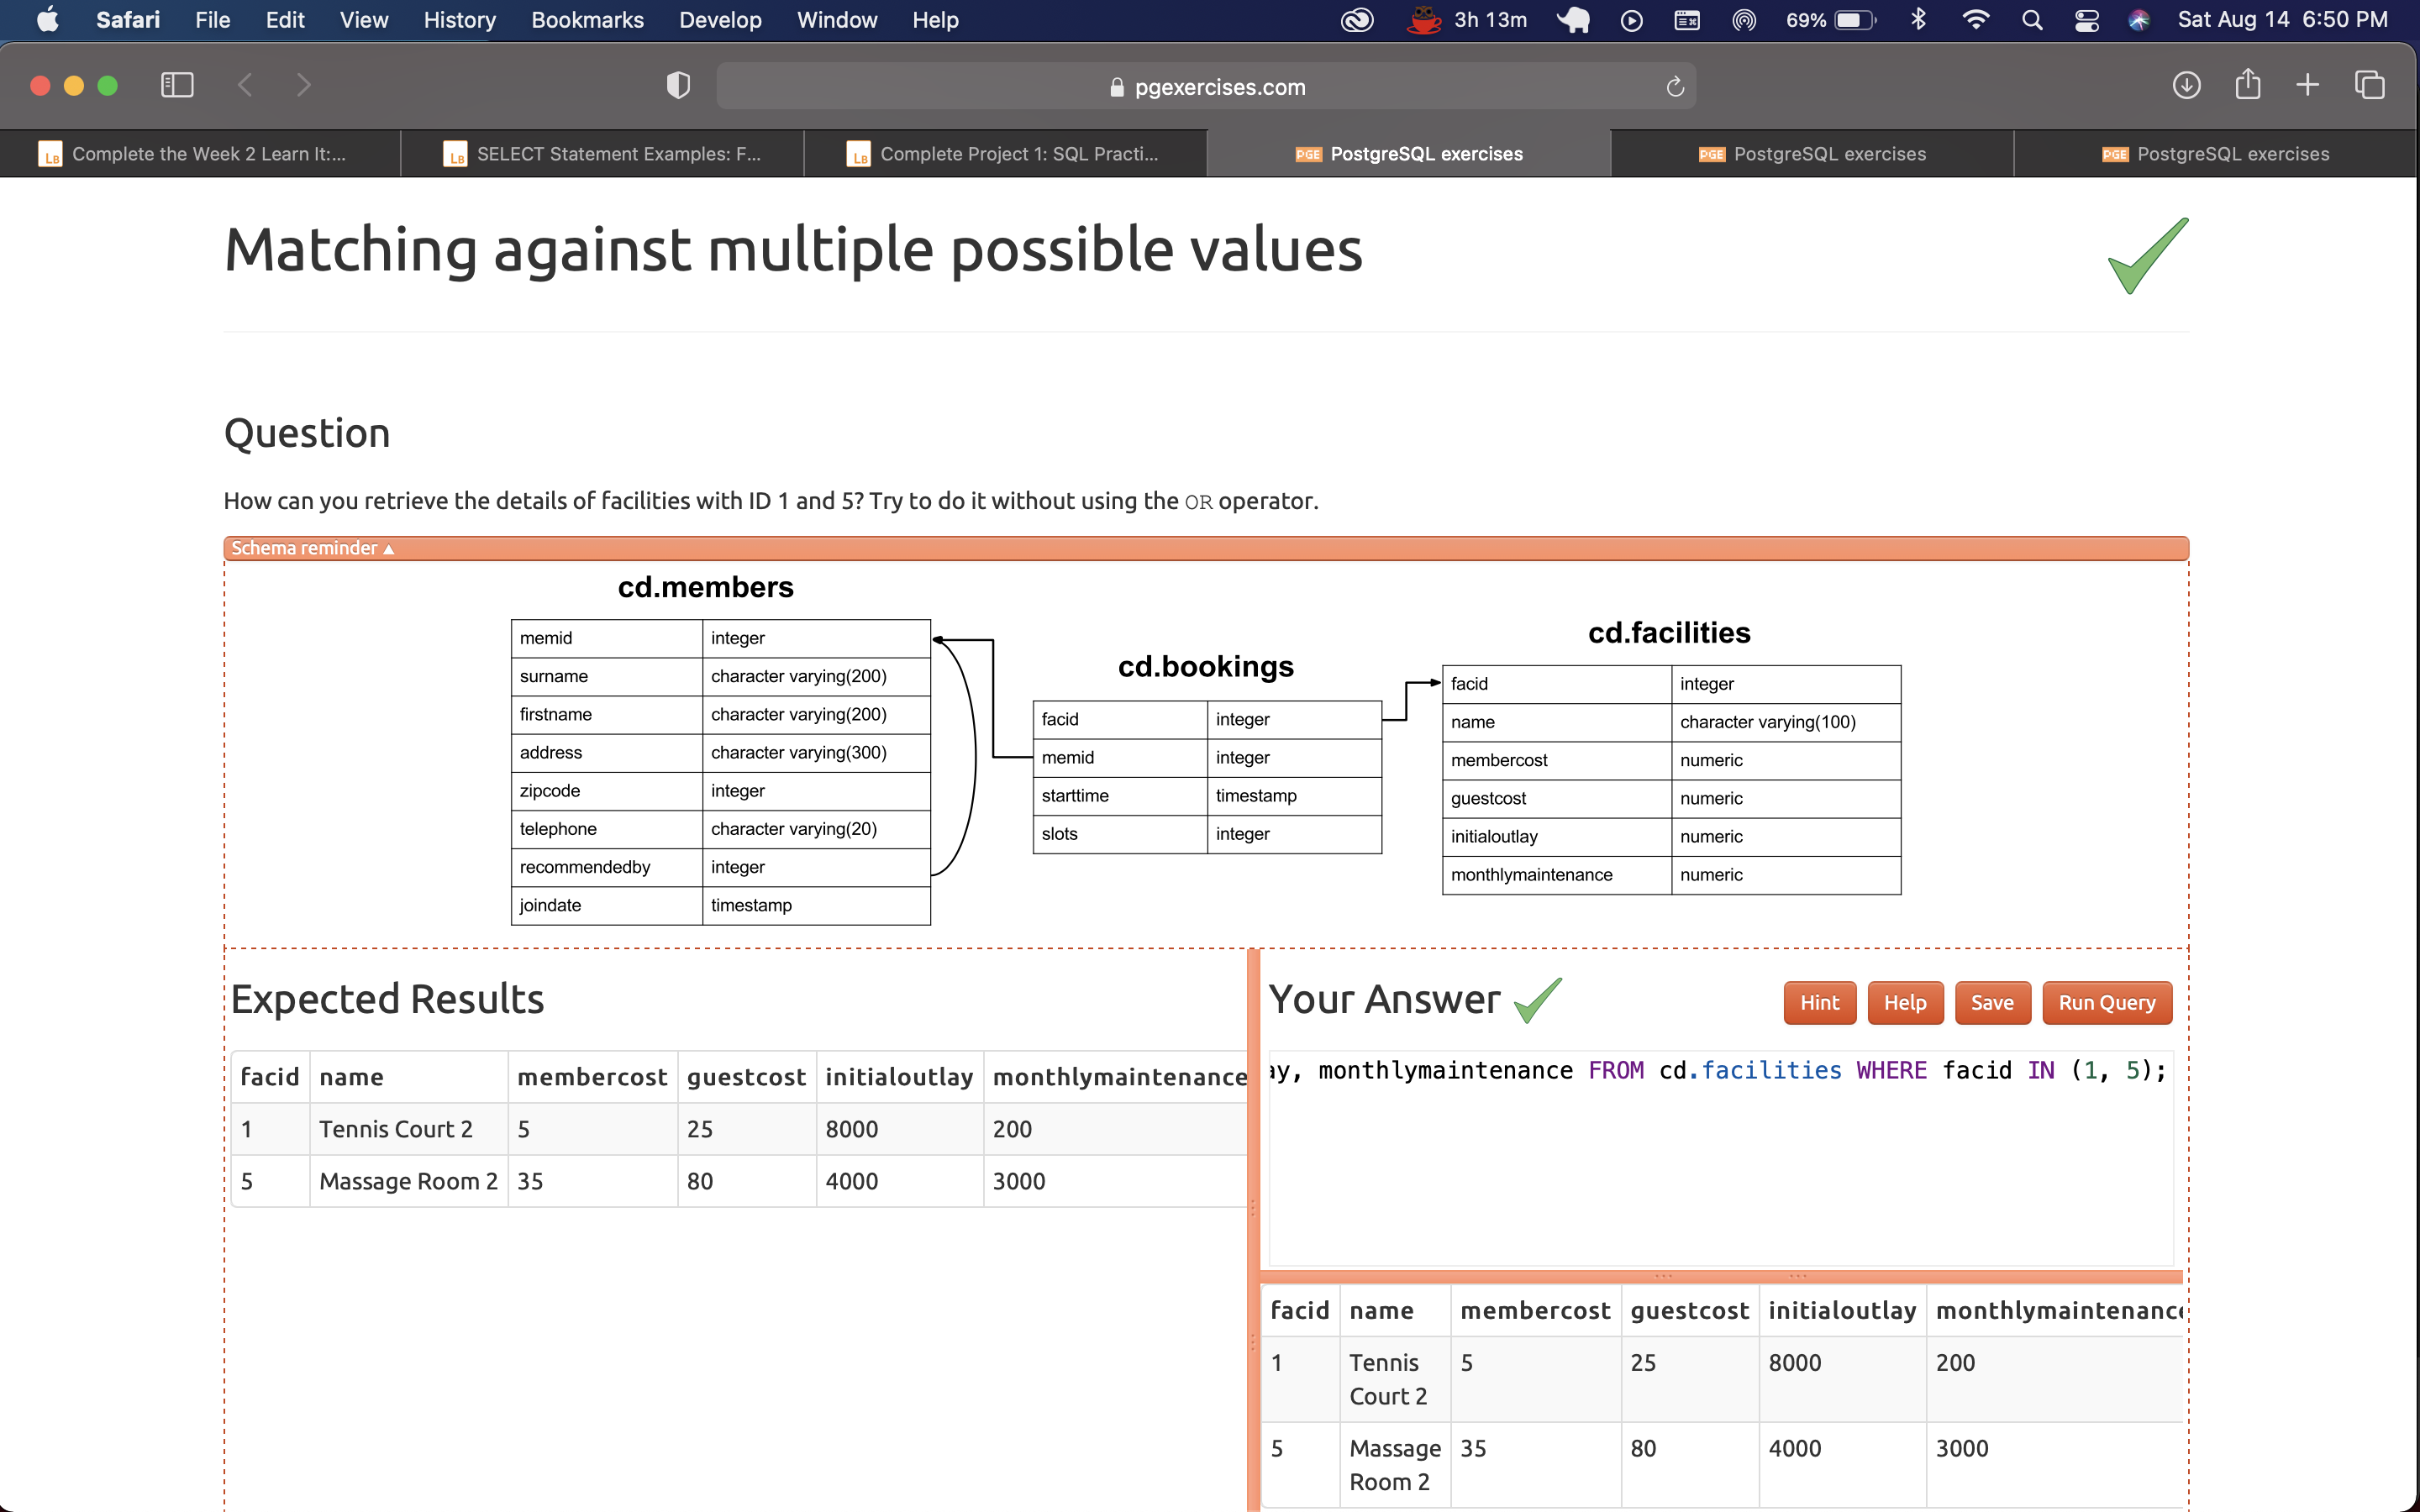 Safari File Edit View History Bookmarks Develop Window Help 3h 13m 69% Sat Aug 14 6:50 PM
pgexercises.com
LB Complete the Week 2 Learn It:... LB SELECT Statement Examples: F... LB Complete Project 1: SQL Practi... PGE PostgreSQL exercises PGE PostgreSQL exercises PGE PostgreSQL exercises
Matching against multiple possible values
Question
How can you retrieve the details of facilities with ID 1 and 5? Try to do it without using the OR operator.
Schema reminder ▲
cd.members
memid integer
surname character varying(200)
firstname character varying(200)
address character varying(300)
zipcode integer
telephone character varying(20)
recommendedby integer
joindate timestamp
cd.bookings
facid integer
memid integer
starttime timestamp
slots integer
cd.facilities
facid integer
name character varying(100)
membercost numeric
guestcost numeric
initialoutlay numeric
monthlymaintenance numeric
Expected Results
facid name membercost guestcost initialoutlay monthlymaintenance
1 Tennis Court 2 5 25 8000 200
5 Massage Room 2 35 80 4000 3000
Your Answer Hint Help Save Run Query
ay, monthlymaintenance FROM cd.facilities WHERE facid IN (1, 5);
facid name membercost guestcost initialoutlay monthlymaintenance
1 Tennis 5 25 8000 200
Court 2
5 Massage 35 80 4000 3000
Room 2